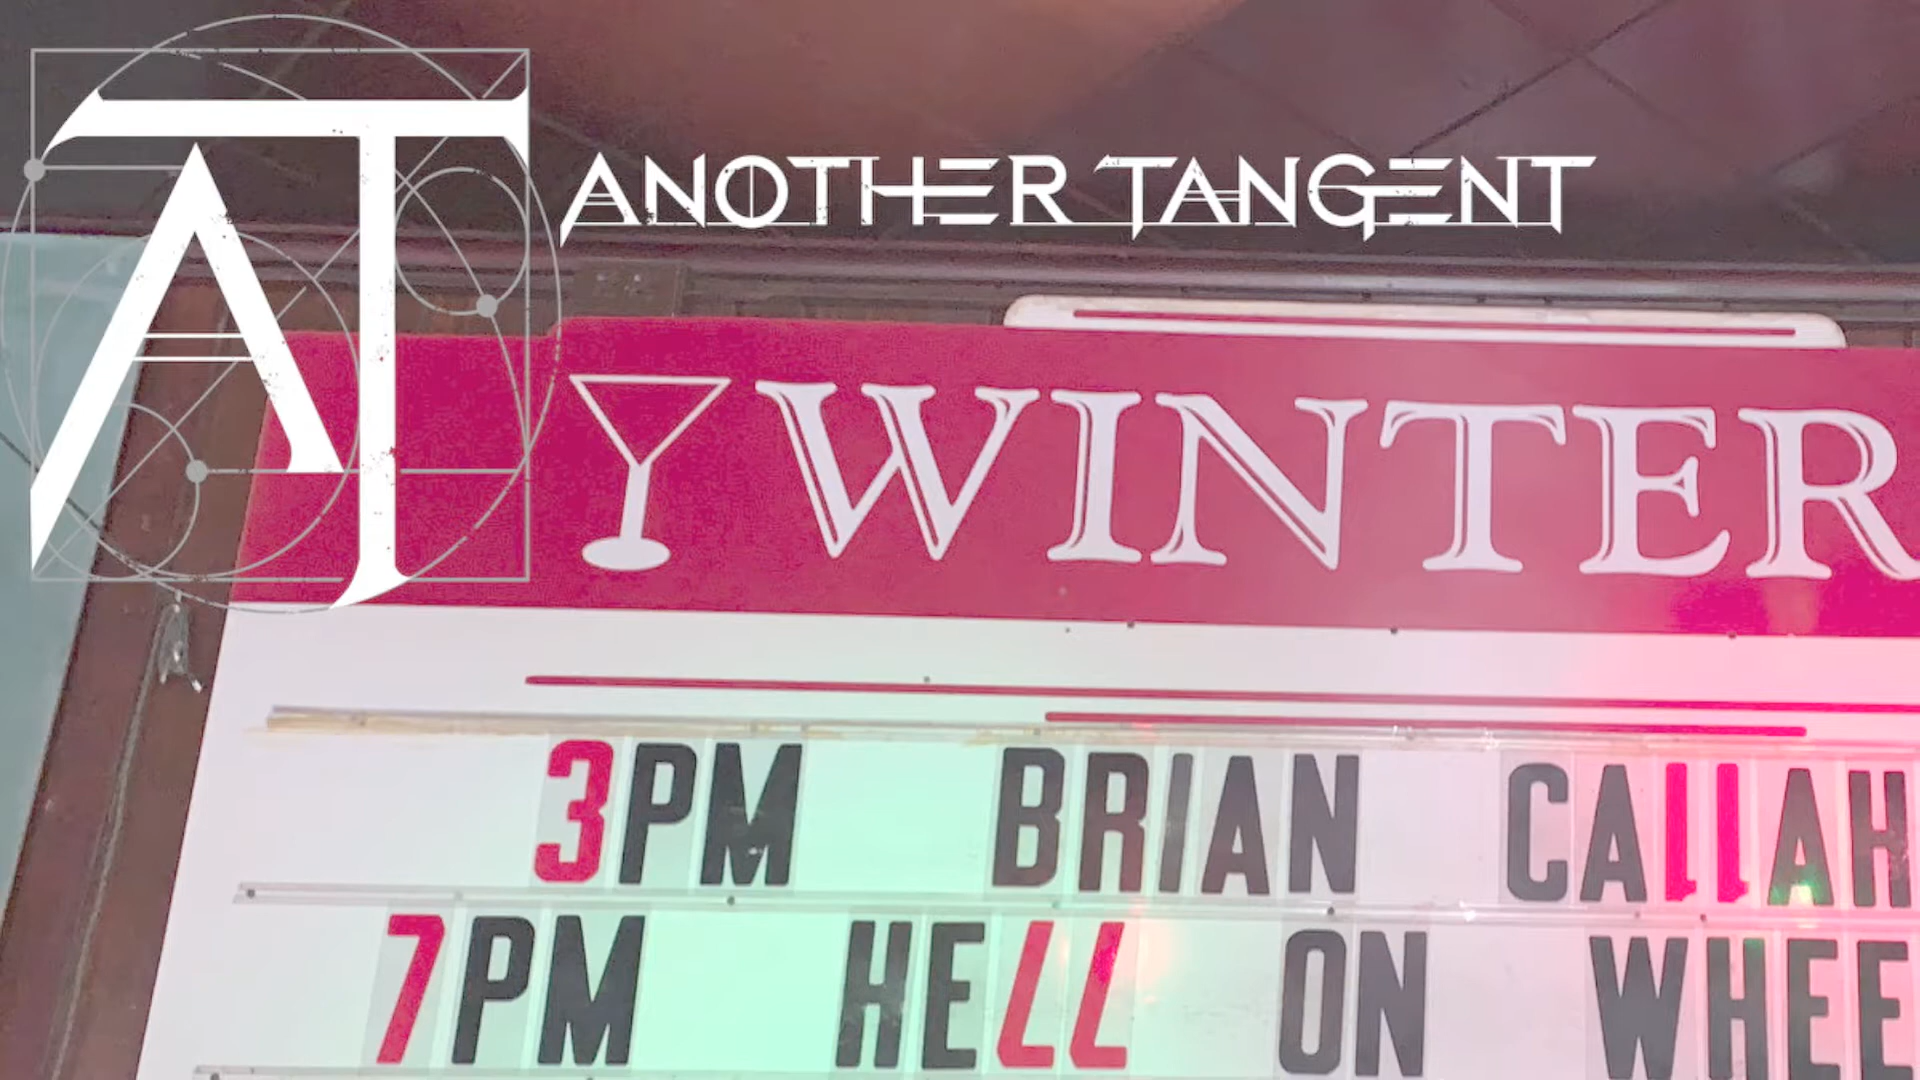 AT
ANOTHER TANGENT
WINTER
3PM BRIAN CALLAH
7PM HELL ON WHEE